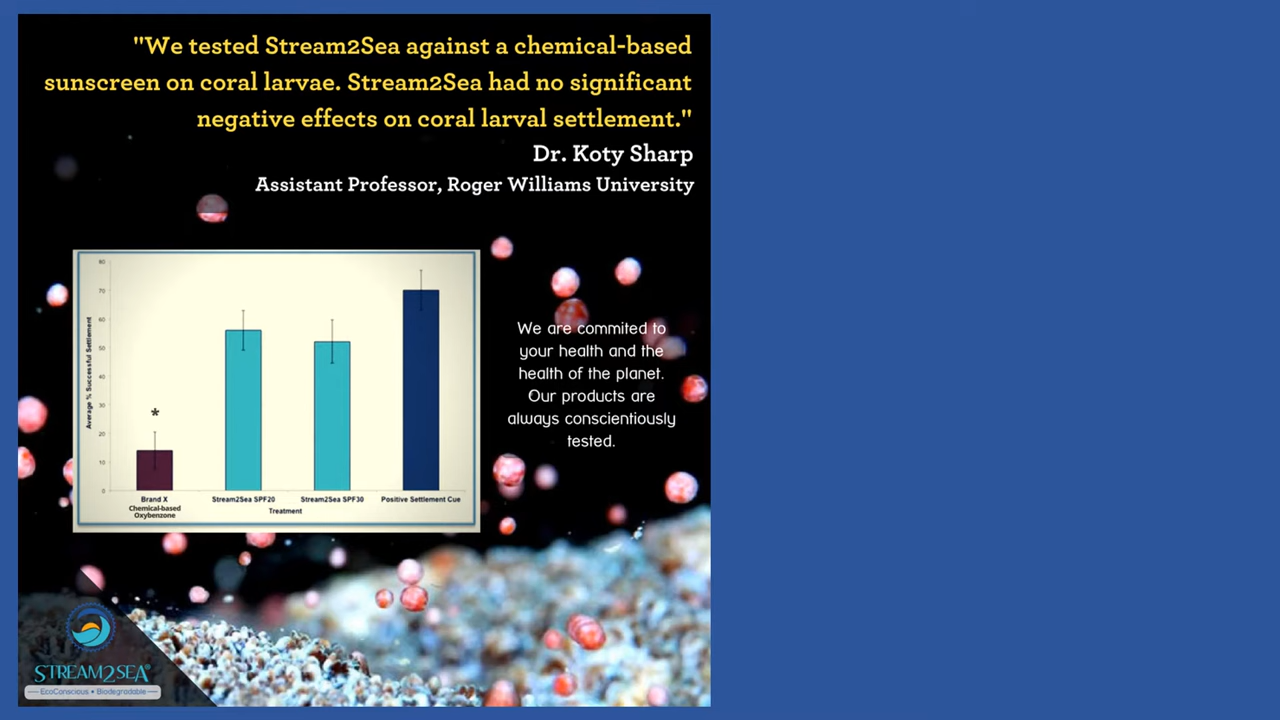 "We tested Stream2Sea against a chemical-based
sunscreen on coral larvae. Stream2Sea had no significant
negative effects on coral larval settlement."
Dr. Koty Sharp
Assistant Professor, Roger Williams University
Average % Successful Settlement
80
70
60
50
40
30
20
10
0
*
Brand X
Chemical-based
Oxybenzone
Stream2Sea SPF20
Stream2Sea SPF30
Positive Settlement Cue
Treatment
We are commited to
your health and the
health of the planet.
Our products are
always conscientiously
tested.
STREAM2SEA®
EcoConscious • Biodegradable